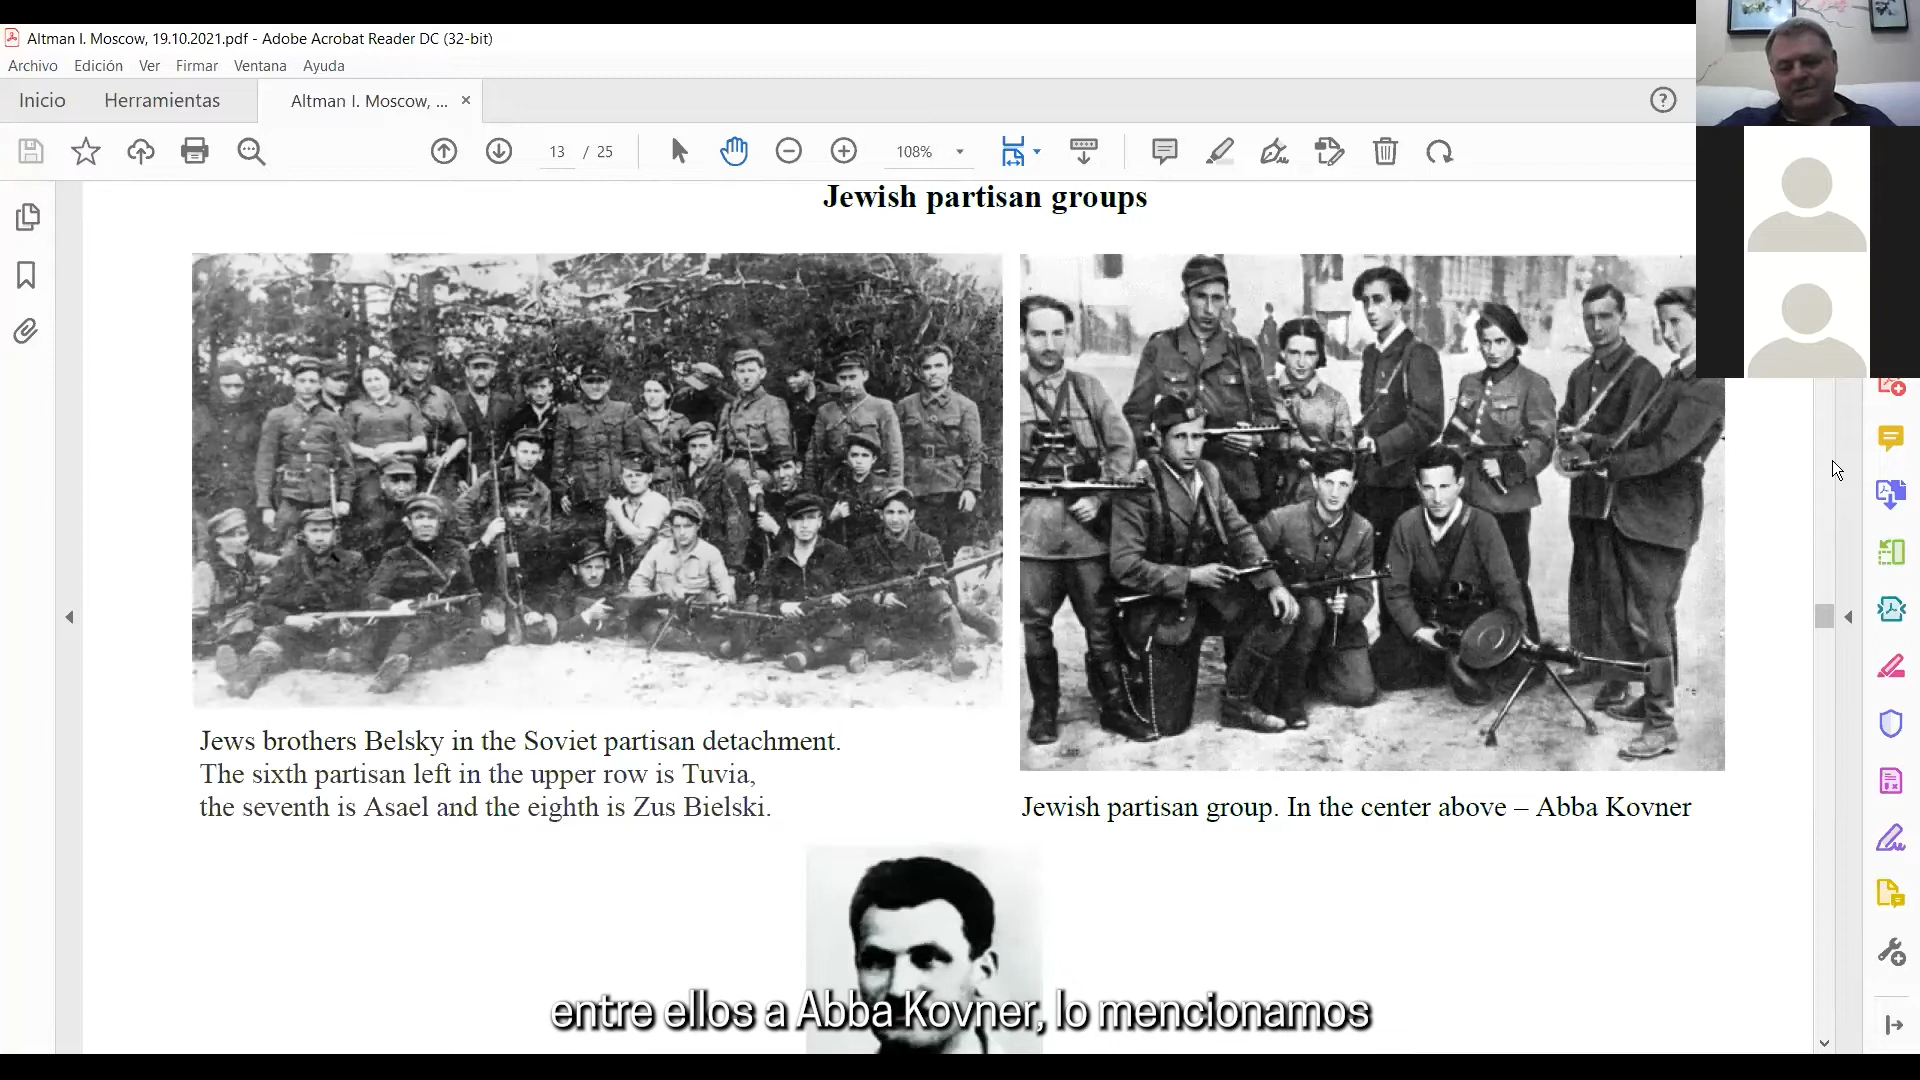 Altman I. Moscow, 19.10.2021.pdf - Adobe Acrobat Reader DC (32-bit)
Archivo Edición Ver Firmar Ventana Ayuda
Inicio Herramientas Altman I. Moscow, ... ×
13 / 25 108%
Jewish partisan groups
Jews brothers Belsky in the Soviet partisan detachment.
The sixth partisan left in the upper row is Tuvia,
the seventh is Asael and the eighth is Zus Bielski.
Jewish partisan group. In the center above – Abba Kovner
entre ellos a Abba Kovner, lo mencionamos